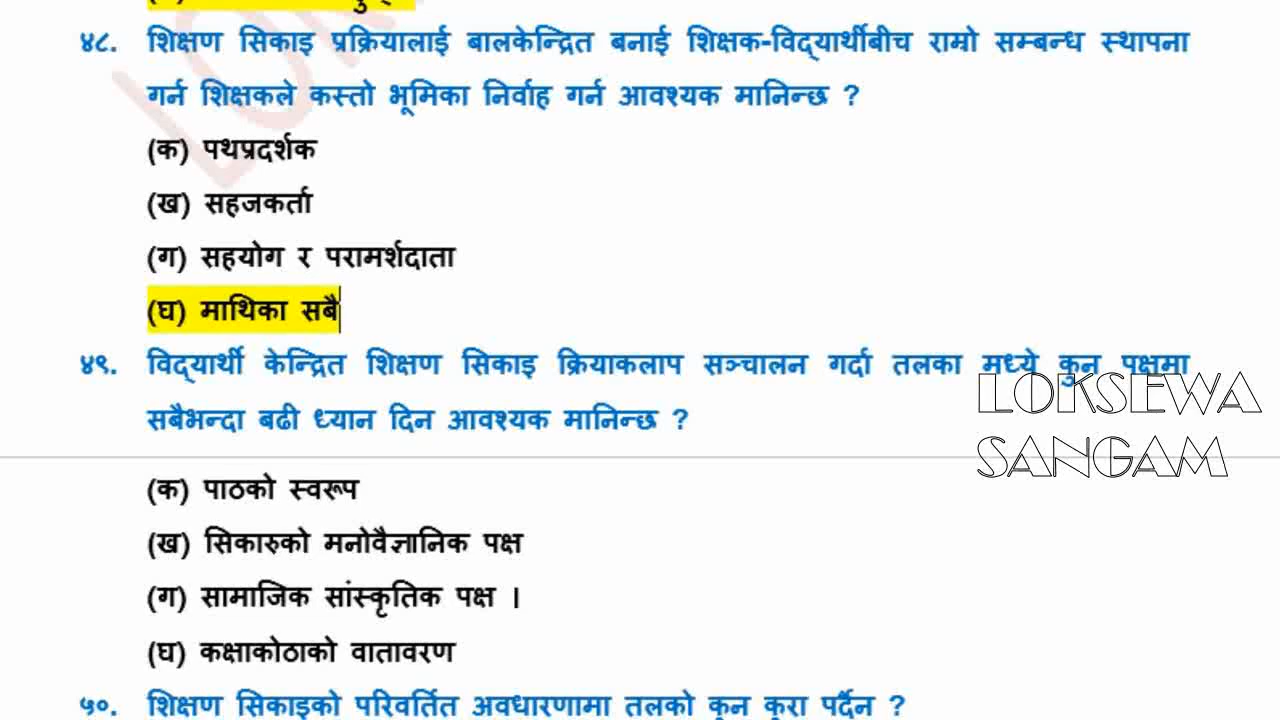 ४८. शिक्षण सिकाइ प्रक्रियालाई बालकेन्द्रित बनाई शिक्षक-विद्यार्थीबीच राम्रो सम्बन्ध स्थापना
गर्न शिक्षकले कस्तो भूमिका निर्वाह गर्न आवश्यक मानिन्छ ?
(क) पथप्रदर्शक
(ख) सहजकर्ता
(ग) सहयोग र परामर्शदाता
(घ) माथिका सबै
४९. विद्यार्थी केन्द्रित शिक्षण सिकाइ क्रियाकलाप सञ्चालन गर्दा तलका मध्ये कुन पक्षमा
सबैभन्दा बढी ध्यान दिन आवश्यक मानिन्छ ?
LOKSEWA
SANGAM
(क) पाठको स्वरूप
(ख) सिकारुको मनोवैज्ञानिक पक्ष
(ग) सामाजिक सांस्कृतिक पक्ष ।
(घ) कक्षाकोठाको वातावरण
५०. शिक्षण सिकाइको परिवर्तित अवधारणामा तलको कुन कुरा पर्दैन ?